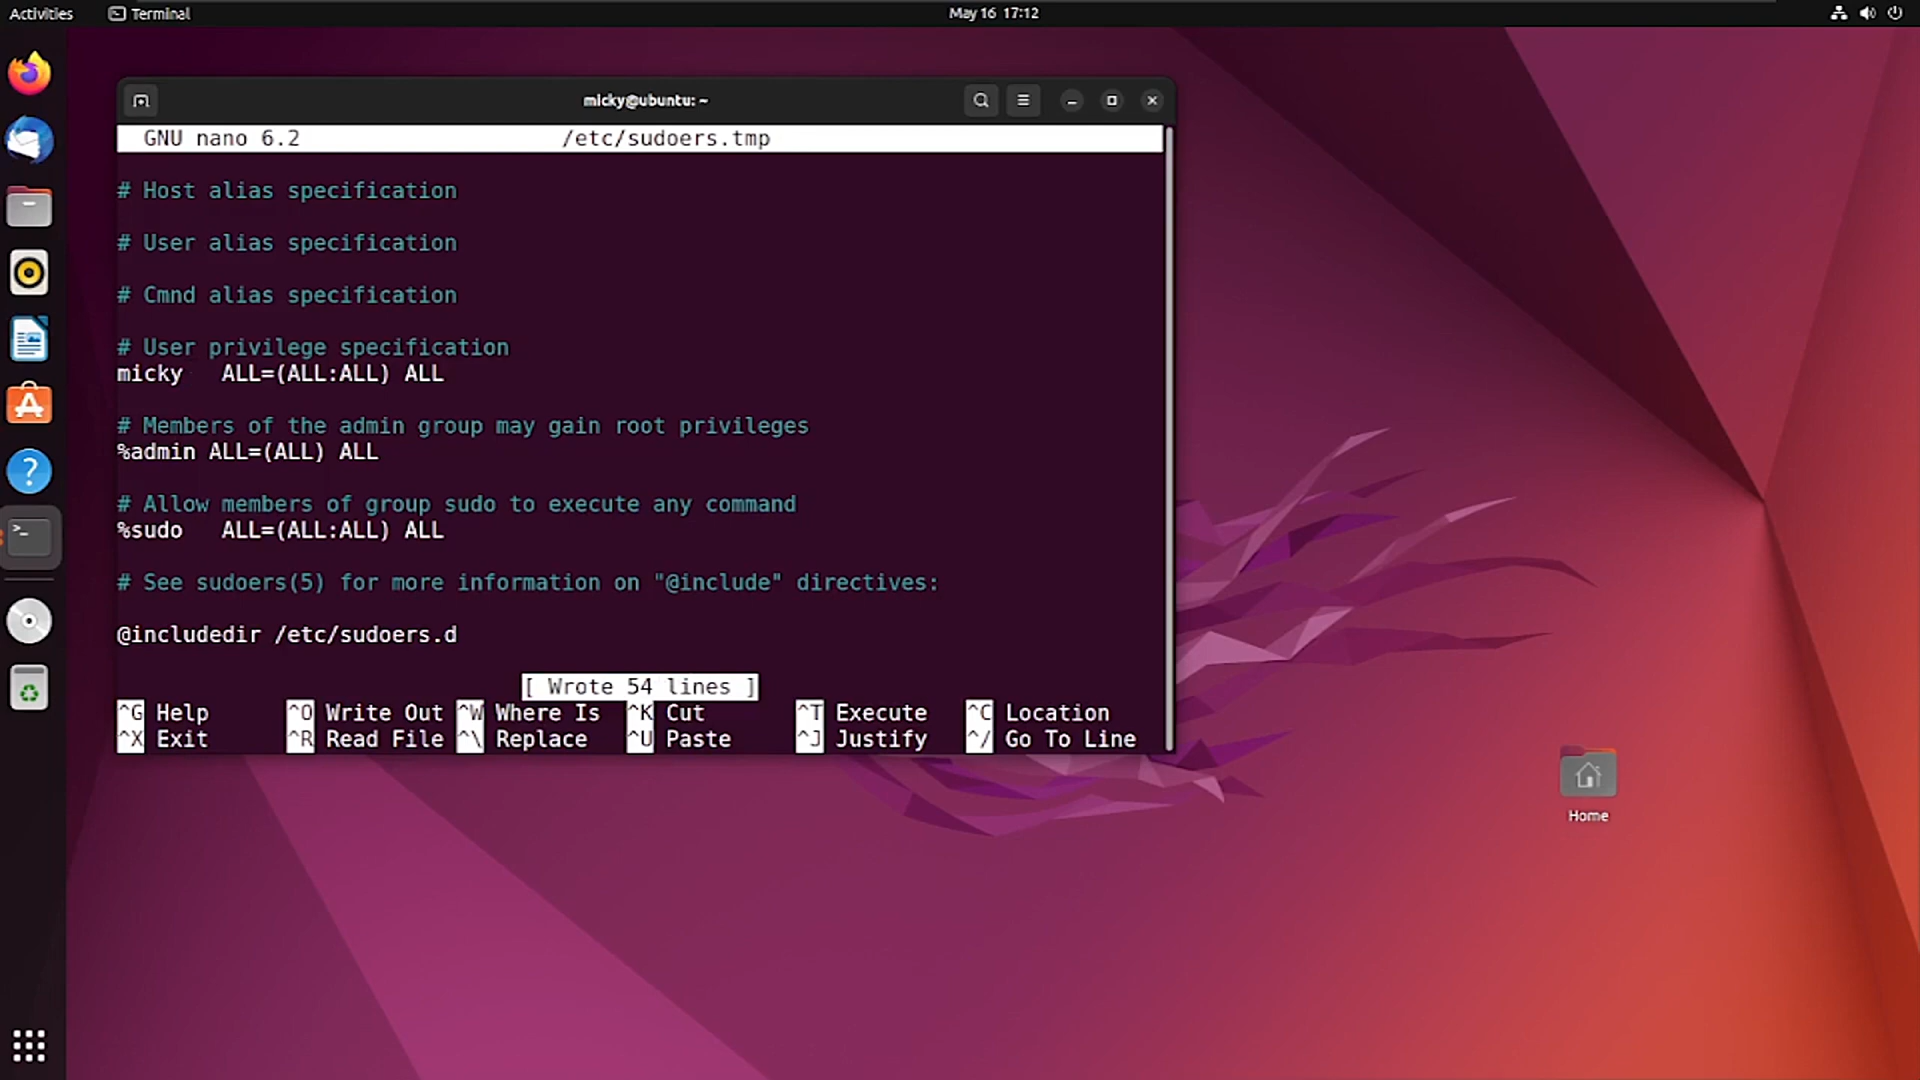 Activities Terminal May 16 17:12
micky@ubuntu: ~
GNU nano 6.2 /etc/sudoers.tmp
# Host alias specification
# User alias specification
# Cmnd alias specification
# User privilege specification
micky ALL=(ALL:ALL) ALL
# Members of the admin group may gain root privileges
%admin ALL=(ALL) ALL
# Allow members of group sudo to execute any command
%sudo ALL=(ALL:ALL) ALL
# See sudoers(5) for more information on "@include" directives:
@includedir /etc/sudoers.d
[ Wrote 54 lines ]
^G Help ^O Write Out ^W Where Is ^K Cut ^T Execute ^C Location
^X Exit ^R Read File ^\ Replace ^U Paste ^J Justify ^/ Go To Line
Home